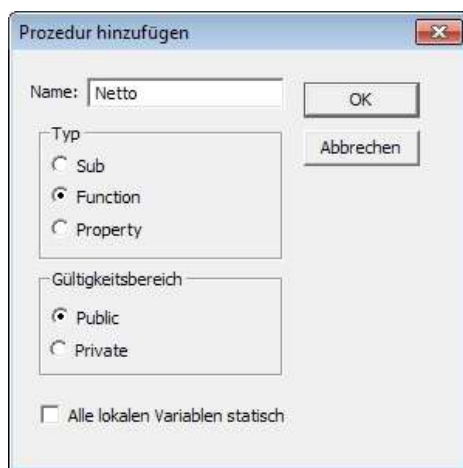 Prozedur hinzufügen
Name: Netto
OK
Abbrechen
Typ
Sub
Function
Property
Gültigkeitsbereich
Public
Private
Alle lokalen Variablen statisch